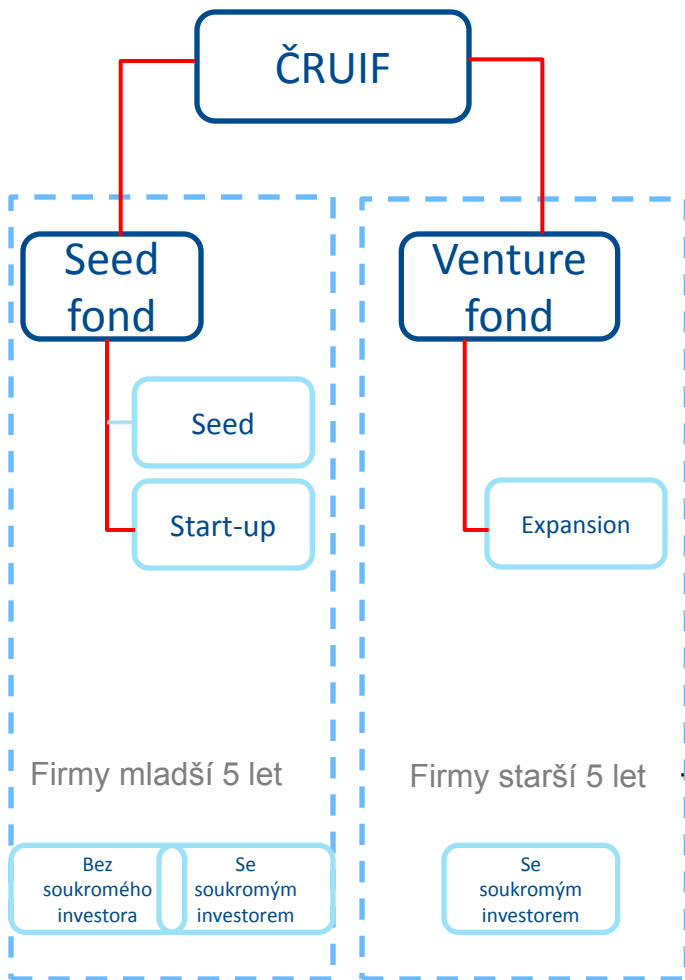 ČRUIF
Seed
fond
Venture
fond
Seed
Start-up
Expansion
Firmy mladší 5 let
Firmy starší 5 let
Bez
soukromého
investora
Se
soukromým
investorem
Se
soukromým
investorem